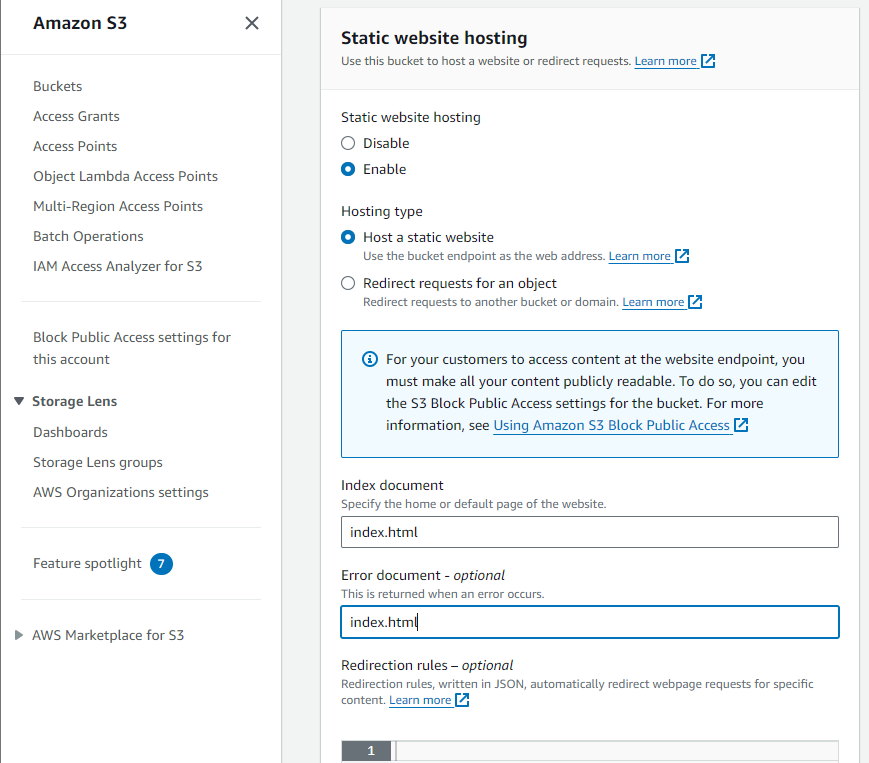 Amazon S3
Buckets
Access Grants
Access Points
Object Lambda Access Points
Multi-Region Access Points
Batch Operations
IAM Access Analyzer for S3
Block Public Access settings for
this account
Storage Lens
Dashboards
Storage Lens groups
AWS Organizations settings
Feature spotlight 7
AWS Marketplace for S3
Static website hosting
Use this bucket to host a website or redirect requests. Learn more
Static website hosting
Disable
Enable
Hosting type
Host a static website
Use the bucket endpoint as the web address. Learn more
Redirect requests for an object
Redirect requests to another bucket or domain. Learn more
For your customers to access content at the website endpoint, you
must make all your content publicly readable. To do so, you can edit
the S3 Block Public Access settings for the bucket. For more
information, see Using Amazon S3 Block Public Access
Index document
Specify the home or default page of the website.
index.html
Error document - optional
This is returned when an error occurs.
index.html
Redirection rules – optional
Redirection rules, written in JSON, automatically redirect webpage requests for specific
content. Learn more
1